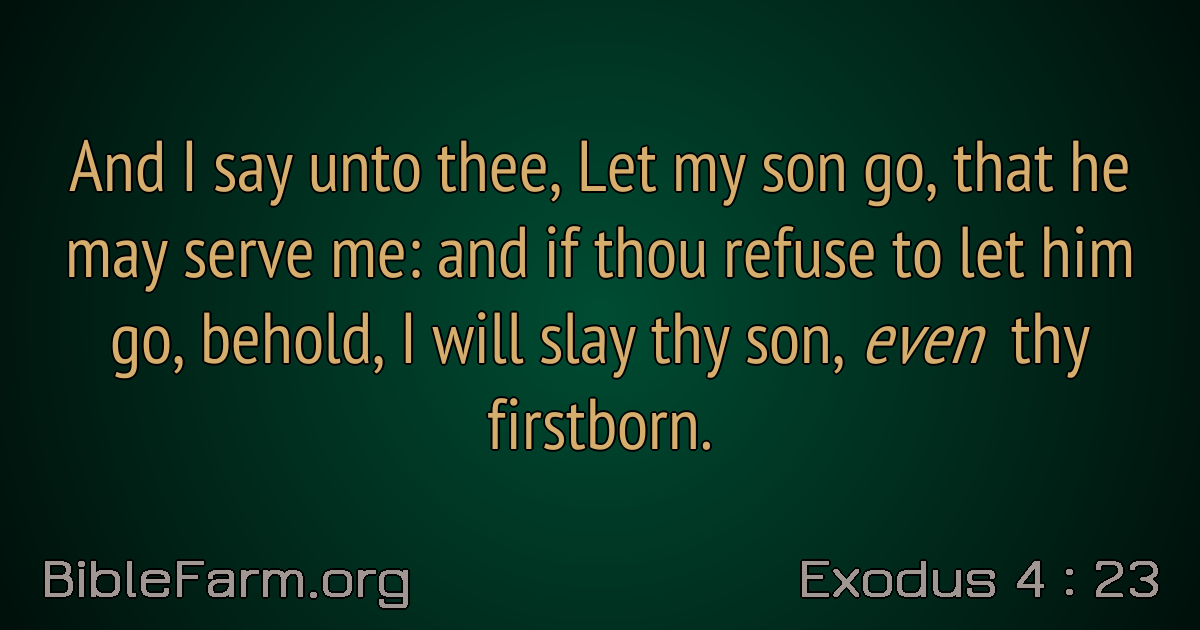 And I say unto thee, Let my son go, that he
may serve me: and if thou refuse to let him
go, behold, I will slay thy son, even thy
firstborn.
BibleFarm.org
Exodus 4 : 23